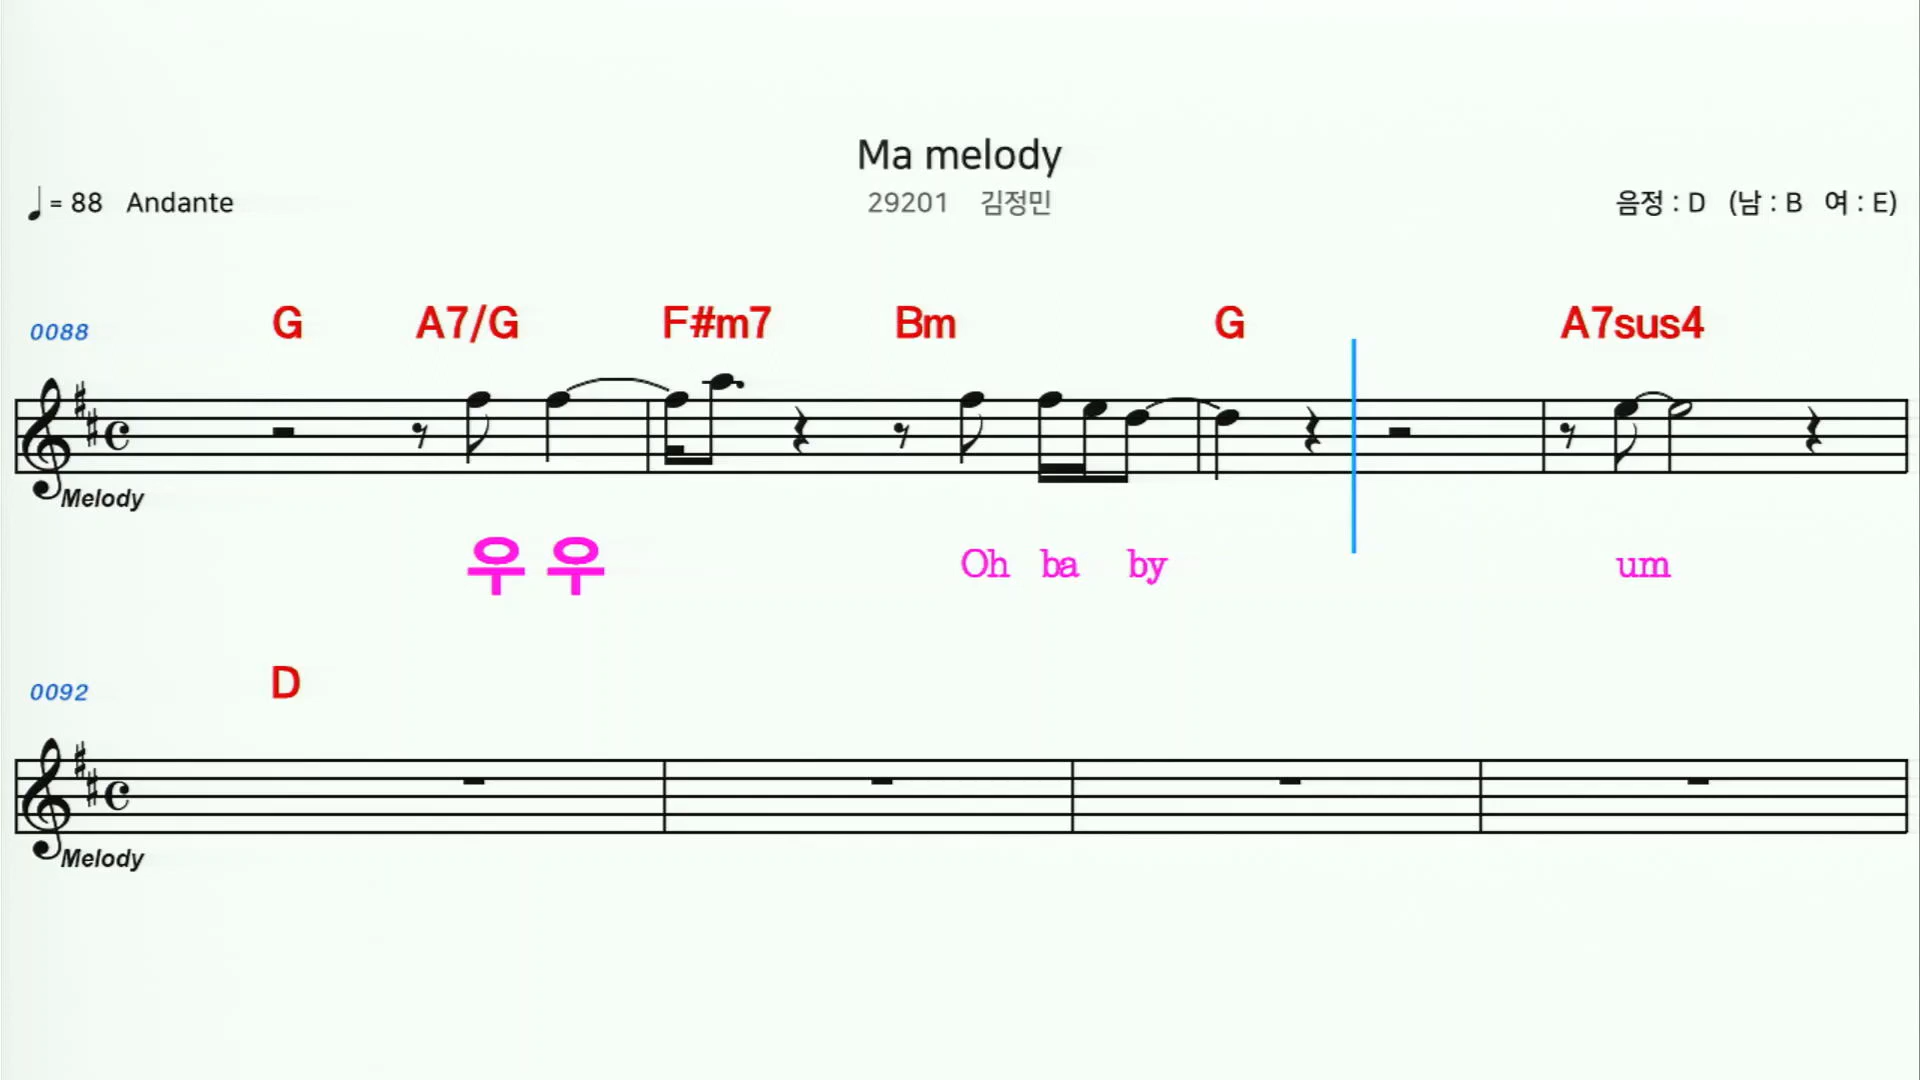 Ma melody
= 88 Andante
29201 김정민
음정 : D (남 : B 여 : E)
0088 G A7/G F#m7 Bm G A7sus4
Melody
우 우 Oh ba by um
0092 D
Melody